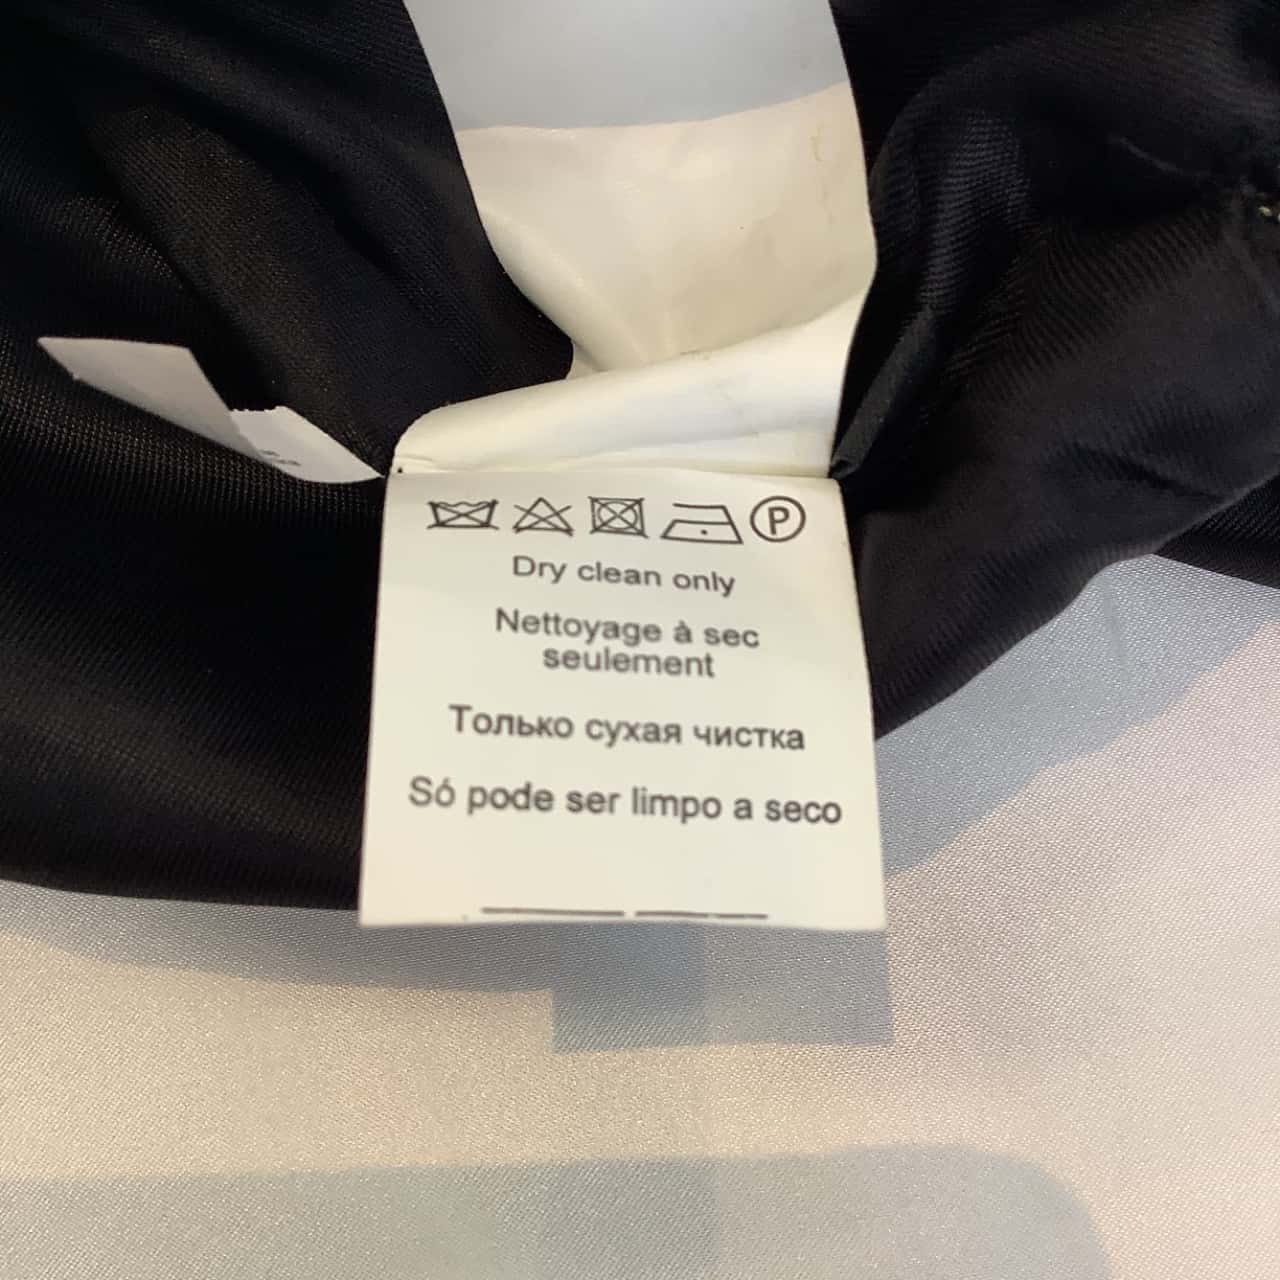 P
Dry clean only
Nettoyage à sec
seulement
Только сухая чистка
Só pode ser limpo a seco